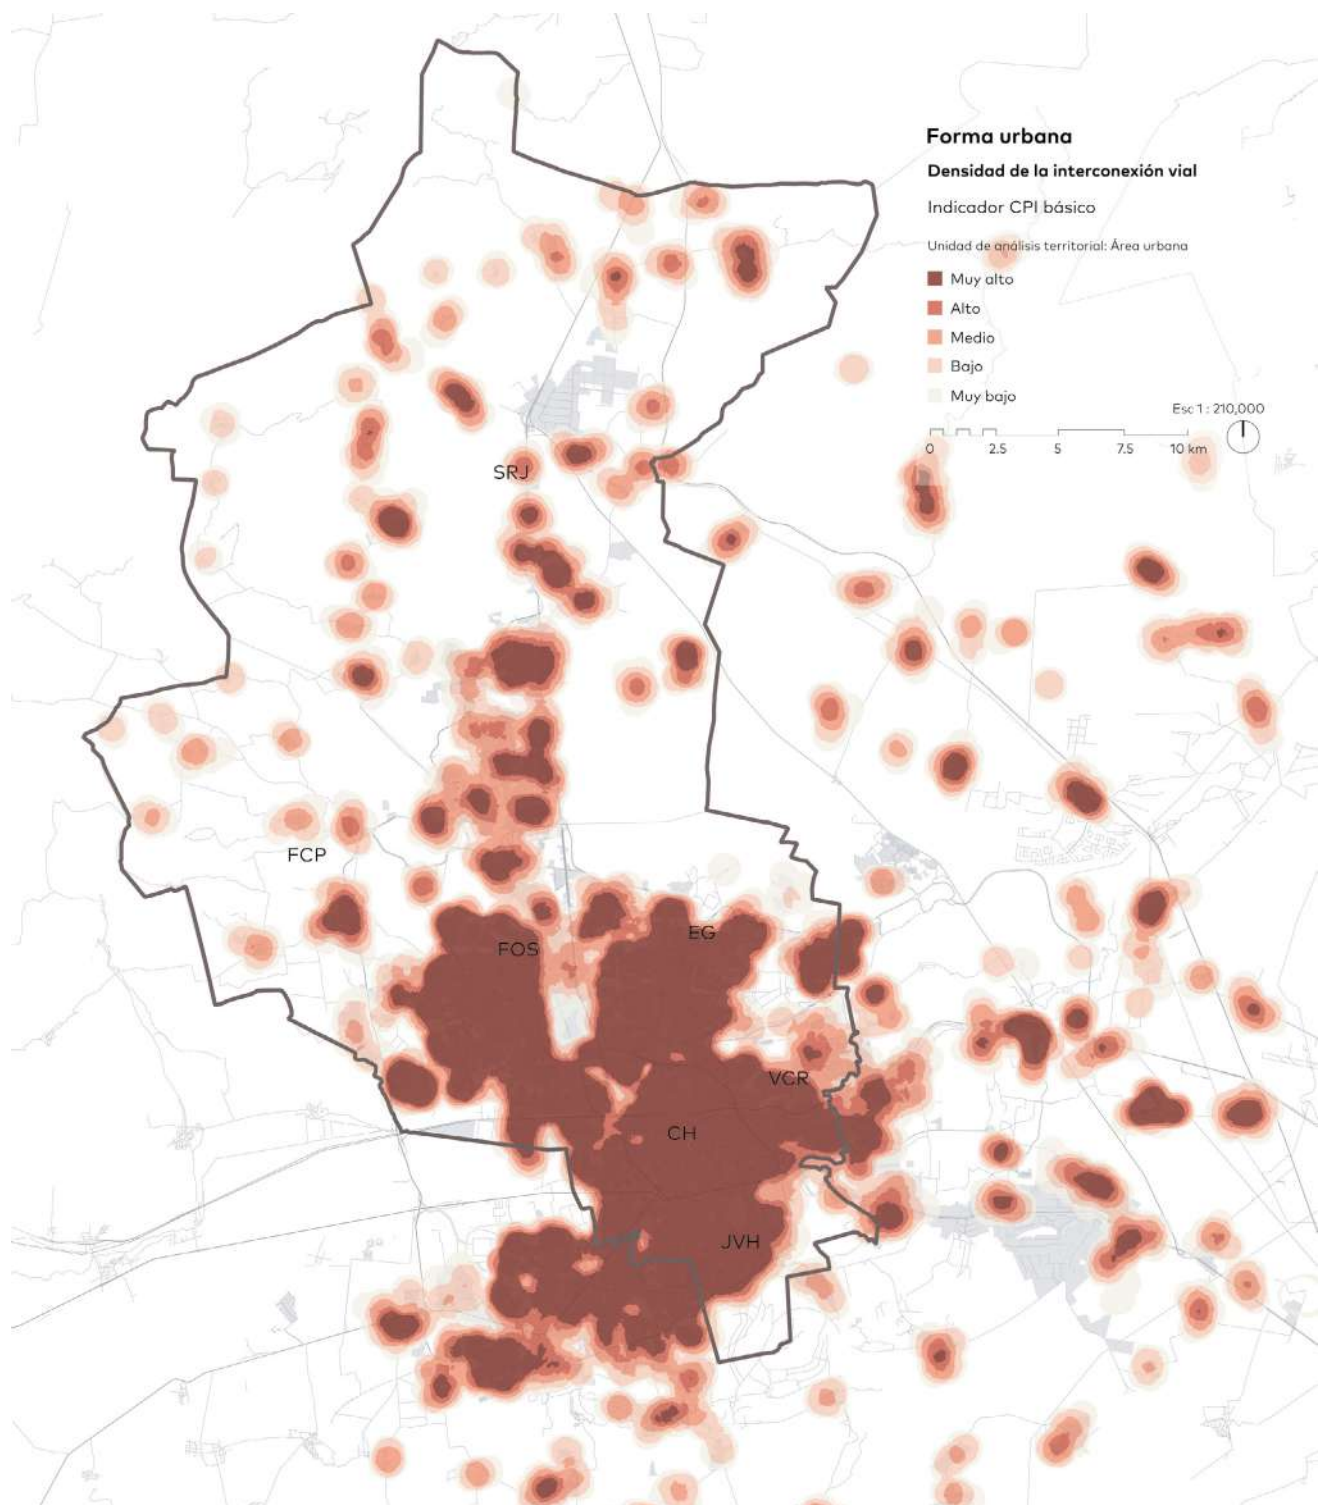 Forma urbana
Densidad de la interconexión vial
Indicador CPI básico
Unidad de análisis territorial: Área urbana
Muy alto
Alto
Medio
Bajo
Muy bajo
Esc 1 : 210,000
0 2.5 5 7.5 10 km
SRJ
FCP
FOS
EG
VCR
CH
JVH